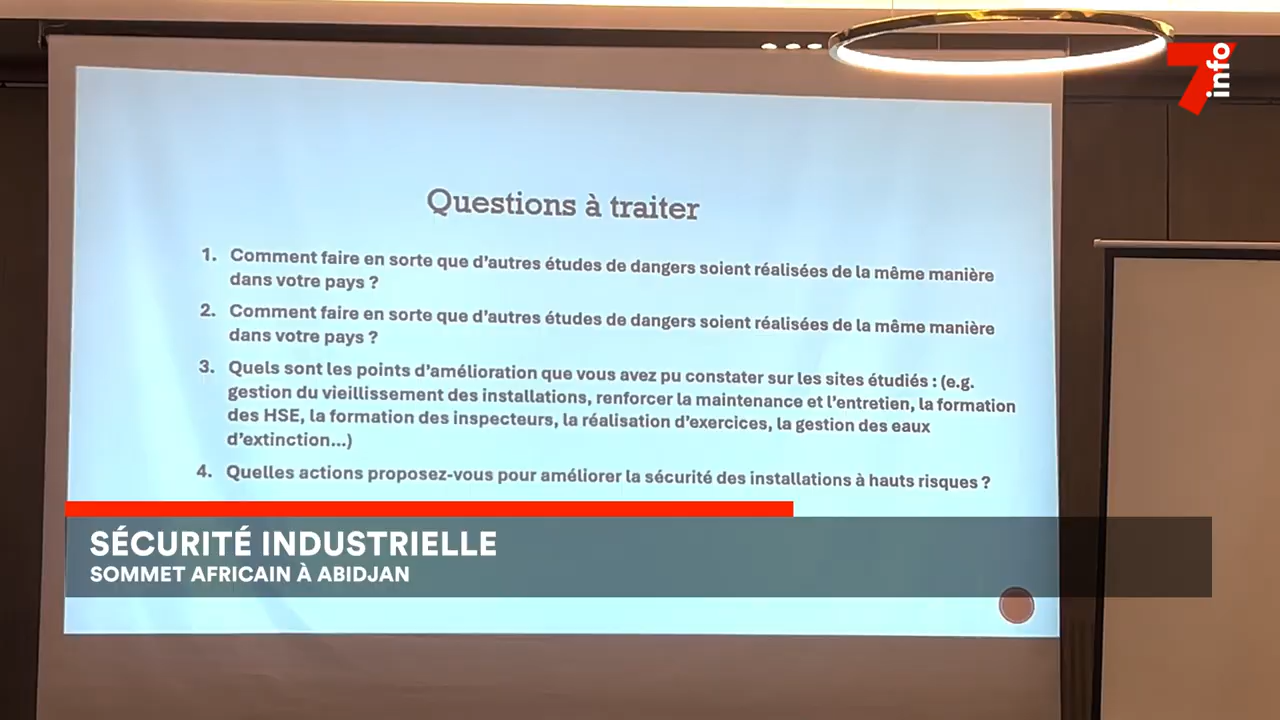 7info
Questions à traiter
1. Comment faire en sorte que d'autres études de dangers soient réalisées de la même manière
dans votre pays ?
2. Comment faire en sorte que d'autres études de dangers soient réalisées de la même manière
dans votre pays ?
3. Quels sont les points d'amélioration que vous avez pu constater sur les sites étudiés : (e.g.
gestion du vieillissement des installations, renforcer la maintenance et l'entretien, la formation
des HSE, la formation des inspecteurs, la réalisation d'exercices, la gestion des eaux
d'extinction...)
4. Quelles actions proposez-vous pour améliorer la sécurité des installations à hauts risques ?
SÉCURITÉ INDUSTRIELLE
SOMMET AFRICAIN À ABIDJAN